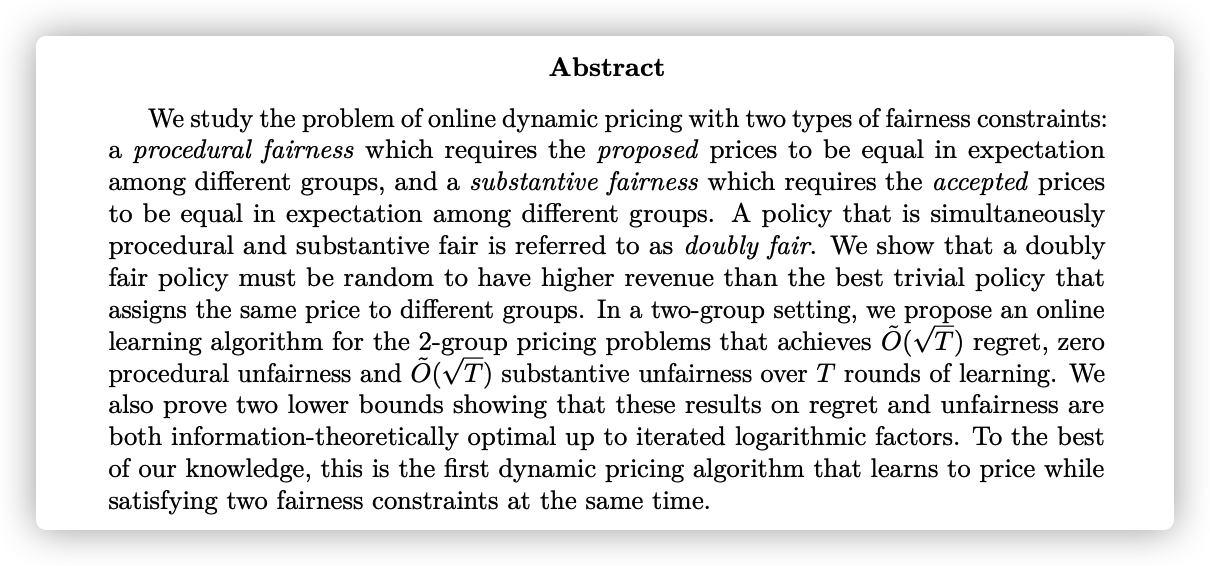 Abstract
We study the problem of online dynamic pricing with two types of fairness constraints:
a procedural fairness which requires the proposed prices to be equal in expectation
among different groups, and a substantive fairness which requires the accepted prices
to be equal in expectation among different groups. A policy that is simultaneously
procedural and substantive fair is referred to as doubly fair. We show that a doubly
fair policy must be random to have higher revenue than the best trivial policy that
assigns the same price to different groups. In a two-group setting, we propose an online
learning algorithm for the 2-group pricing problems that achieves Õ(√T) regret, zero
procedural unfairness and Õ(√T) substantive unfairness over T rounds of learning. We
also prove two lower bounds showing that these results on regret and unfairness are
both information-theoretically optimal up to iterated logarithmic factors. To the best
of our knowledge, this is the first dynamic pricing algorithm that learns to price while
satisfying two fairness constraints at the same time.